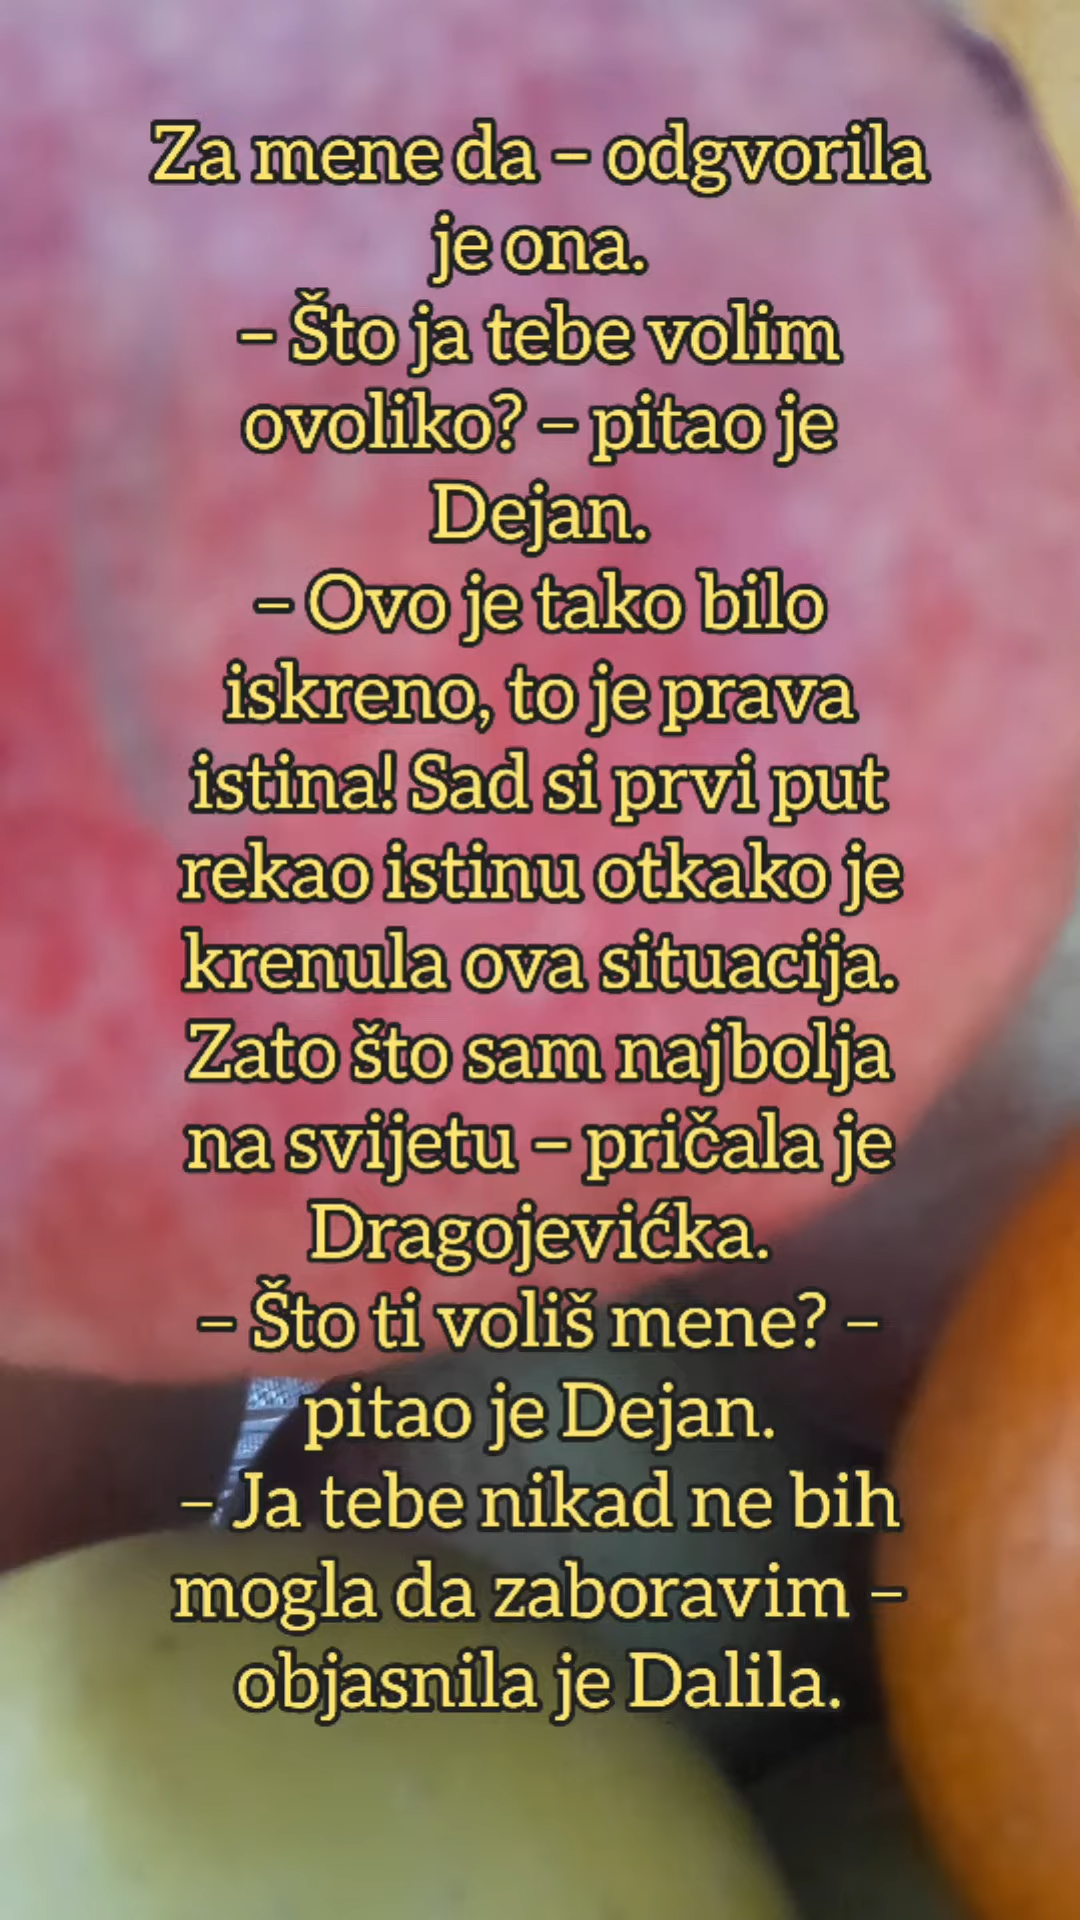 Za mene da – odgvorila
je ona.
– Što ja tebe volim
ovoliko? – pitao je
Dejan.
– Ovo je tako bilo
iskreno, to je prava
istina! Sad si prvi put
rekao istinu otkako je
krenula ova situacija.
Zato što sam najbolja
na svijetu – pričala je
Dragojevićka.
– Što ti voliš mene? –
pitao je Dejan.
– Ja tebe nikad ne bih
mogla da zaboravim –
objasnila je Dalila.